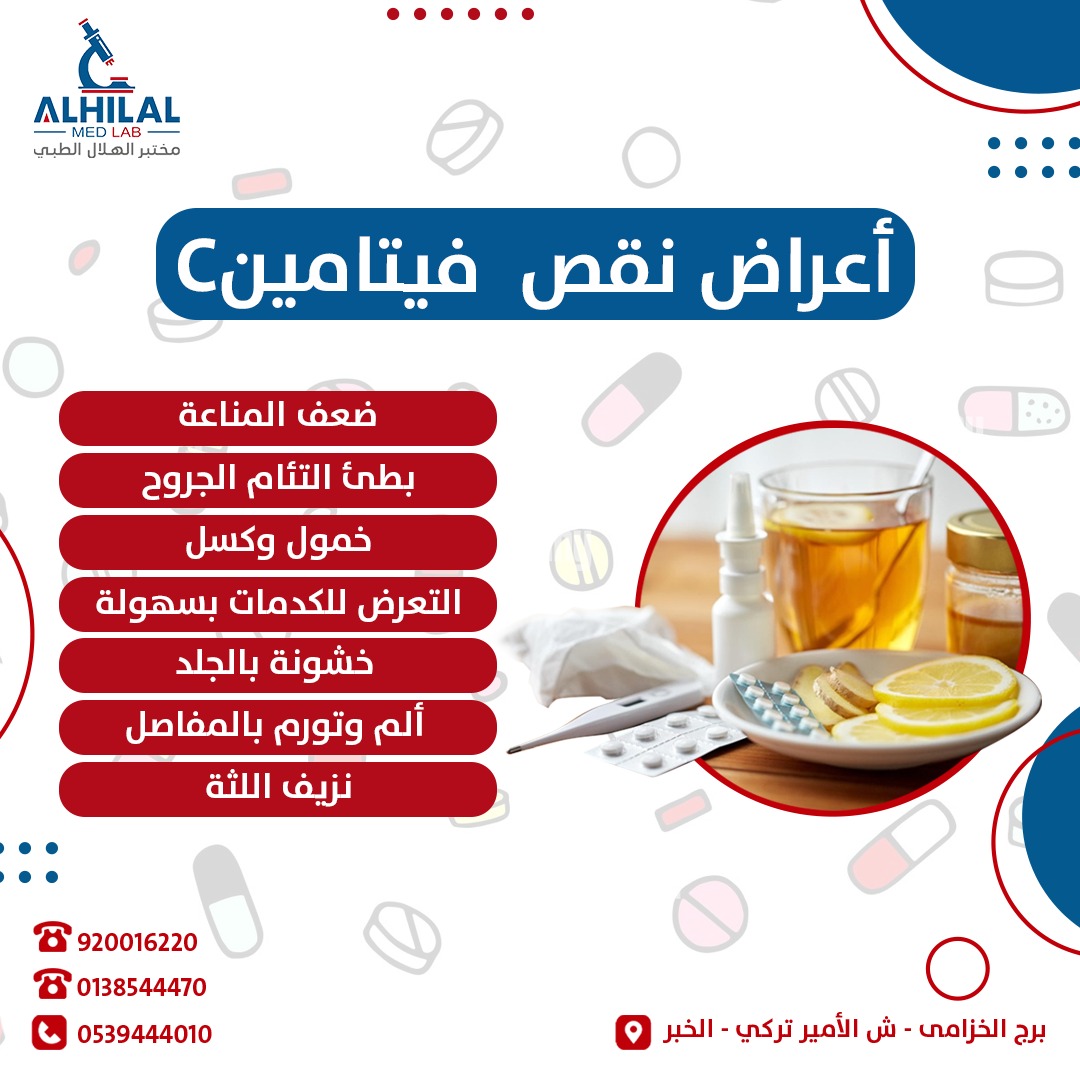 ALHILAL
MED LAB
مختبر الهلال الطبي
أعراض نقص فيتامينC
ضعف المناعة
بطئ التئام الجروح
خمول وكسل
التعرض للكدمات بسهولة
خشونة بالجلد
ألم وتورم بالمفاصل
نزيف اللثة
920016220
0138544470
0539444010
برج الخزامى - ش الأمير تركي - الخبر